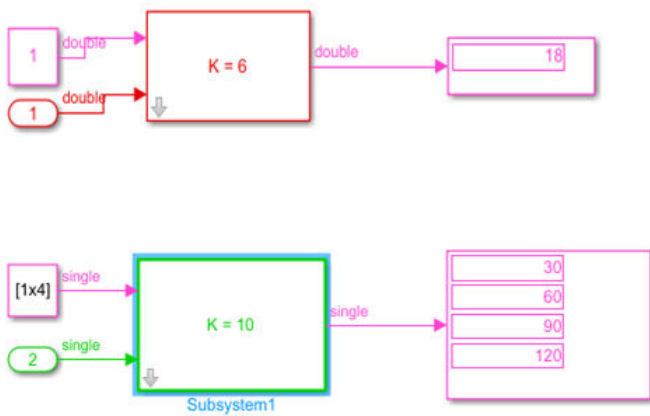 1
double
double
1
K = 6
double
18
[1x4]
single
single
2
K = 10
Subsystem1
single
30
60
90
120